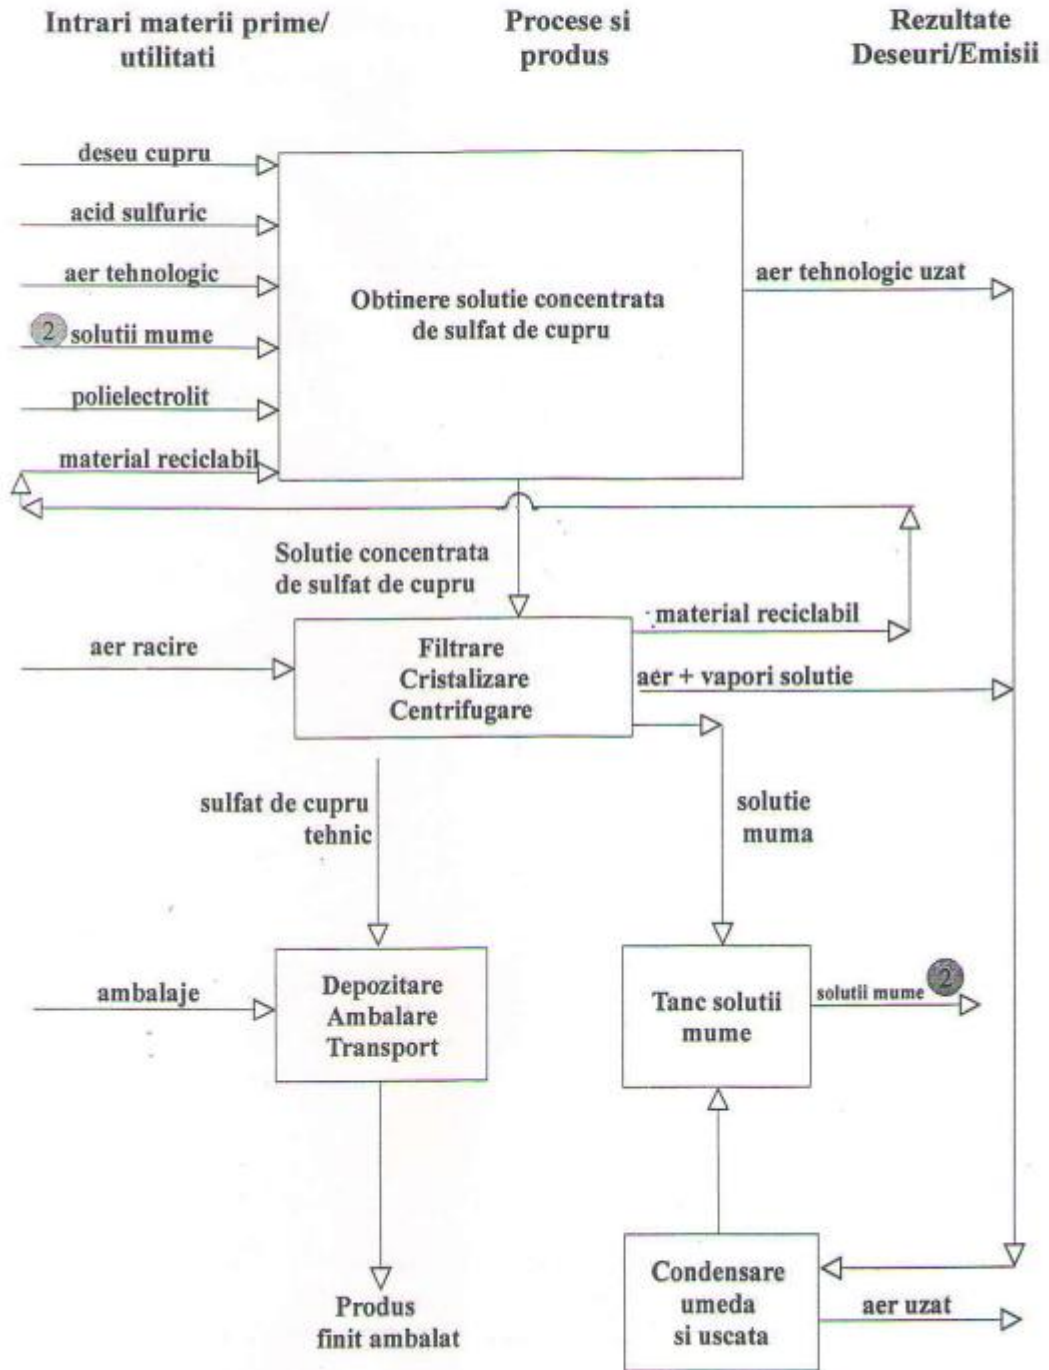 Intrari materii prime/
utilitati
Procese si
produs
Rezultate
Deseuri/Emisii
deseu cupru
acid sulfuric
aer tehnologic
2 solutii mume
polielectrolit
material reciclabil
Obtinere solutie concentrata
de sulfat de cupru
aer tehnologic uzat
Solutie concentrata
de sulfat de cupru
aer racire
Filtrare
Cristalizare
Centrifugare
material reciclabil
aer + vapori solutie
sulfat de cupru
tehnic
solutie
muma
ambalaje
Depozitare
Ambalare
Transport
Tanc solutii
mume
solutii mume 2
Produs
finit ambalat
Condensare
umeda
si uscata
aer uzat